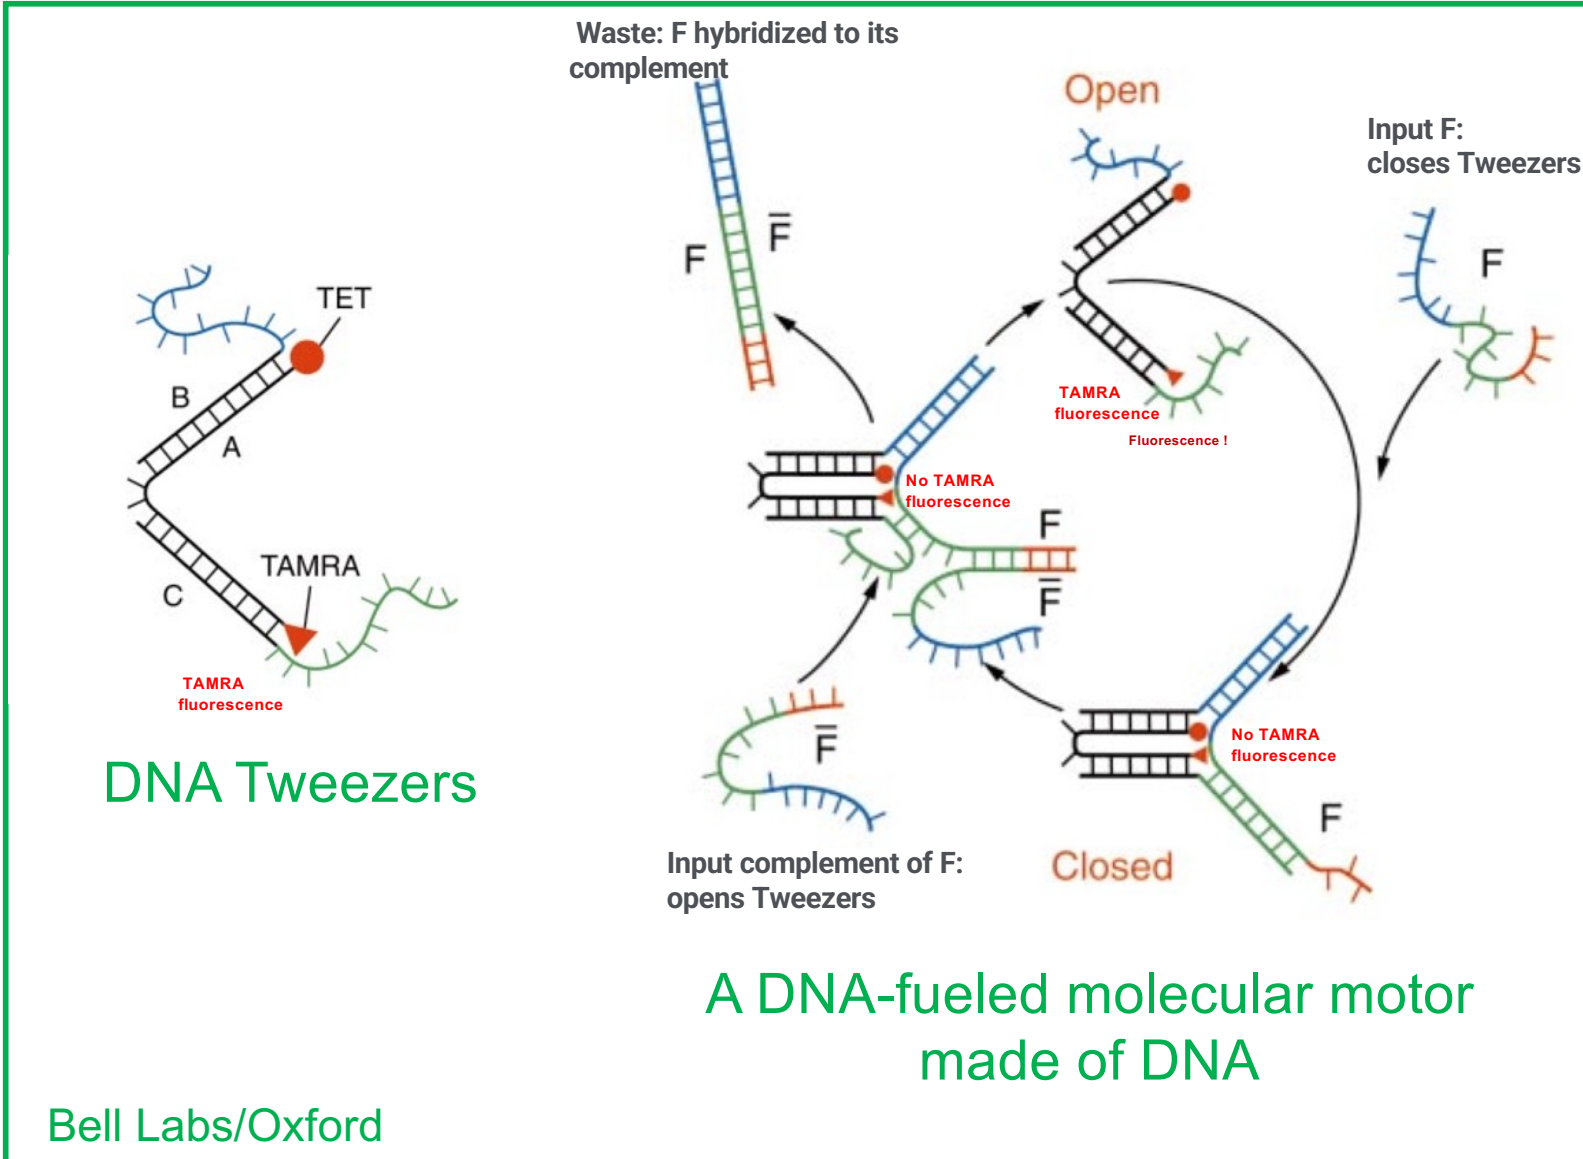 Waste: F hybridized to its
complement
Open
Input F:
closes Tweezers
F
F̅
F
TET
B
A
TAMRA
C
TAMRA
fluorescence
DNA Tweezers
TAMRA
fluorescence
Fluorescence !
No TAMRA
fluorescence
F
F̅
F̅
Input complement of F:
opens Tweezers
No TAMRA
fluorescence
F
Closed
A DNA-fueled molecular motor
made of DNA
Bell Labs/Oxford